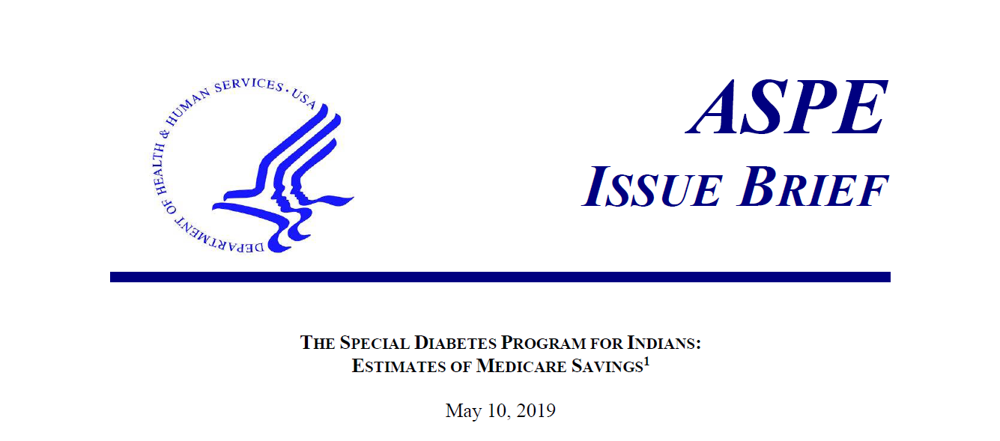 DEPARTMENT OF HEALTH & HUMAN SERVICES · USA
ASPE
ISSUE BRIEF
THE SPECIAL DIABETES PROGRAM FOR INDIANS:
ESTIMATES OF MEDICARE SAVINGS¹
May 10, 2019